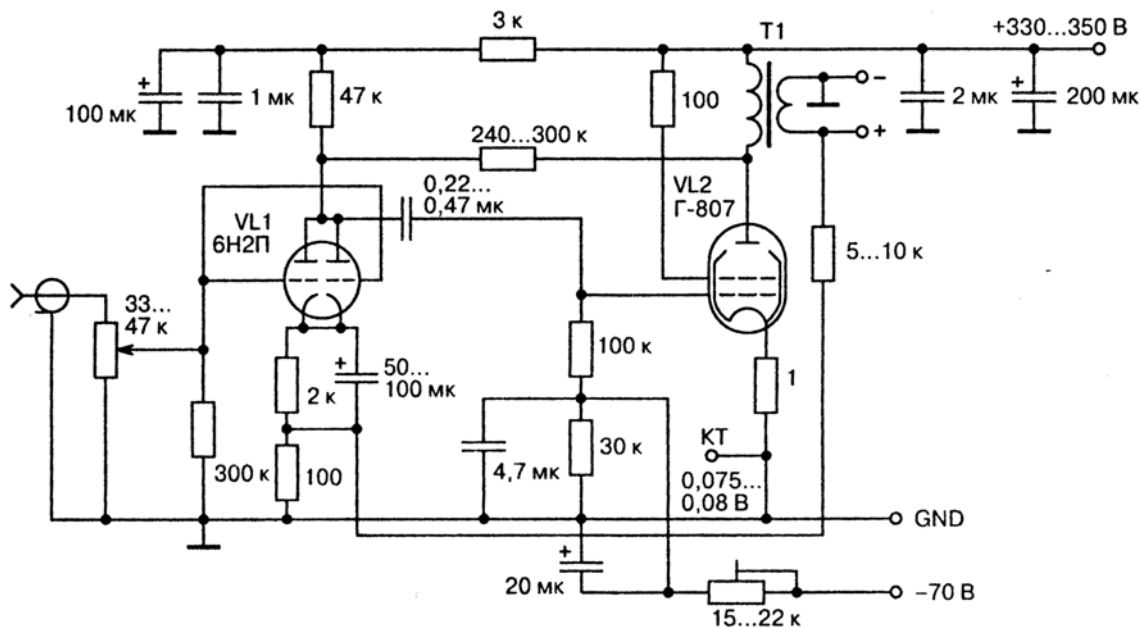 3 к
T1
+330...350 В
100 мк
1 мк
47 к
100
2 мк
200 мк
240...300 к
0,22...
0,47 мк
VL1
6Н2П
VL2
Г-807
5...10 к
33...
47 к
2 к
50...
100 мк
100 к
1
300 к
100
4,7 мк
30 к
КТ
0,075...
0,08 В
GND
20 мк
15...22 к
−70 В